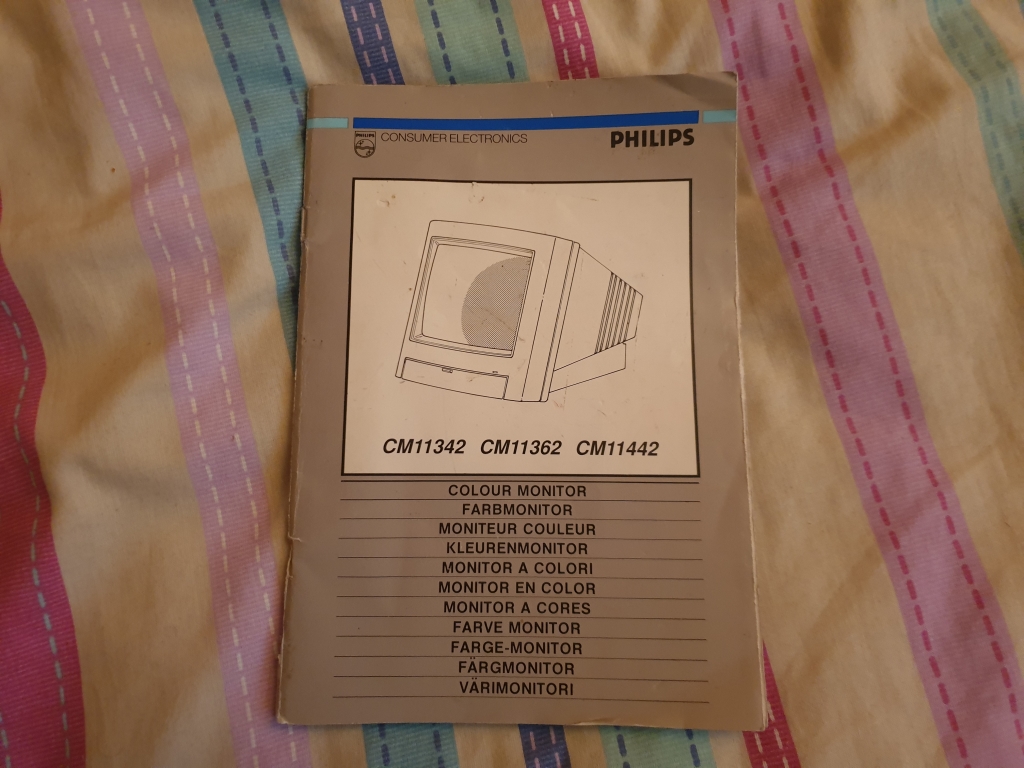 CONSUMER ELECTRONICS
PHILIPS
CM11342 CM11362 CM11442
COLOUR MONITOR
FARBMONITOR
MONITEUR COULEUR
KLEURENMONITOR
MONITOR A COLORI
MONITOR EN COLOR
MONITOR A CORES
FARVE MONITOR
FARGE-MONITOR
FÄRGMONITOR
VÄRIMONITORI